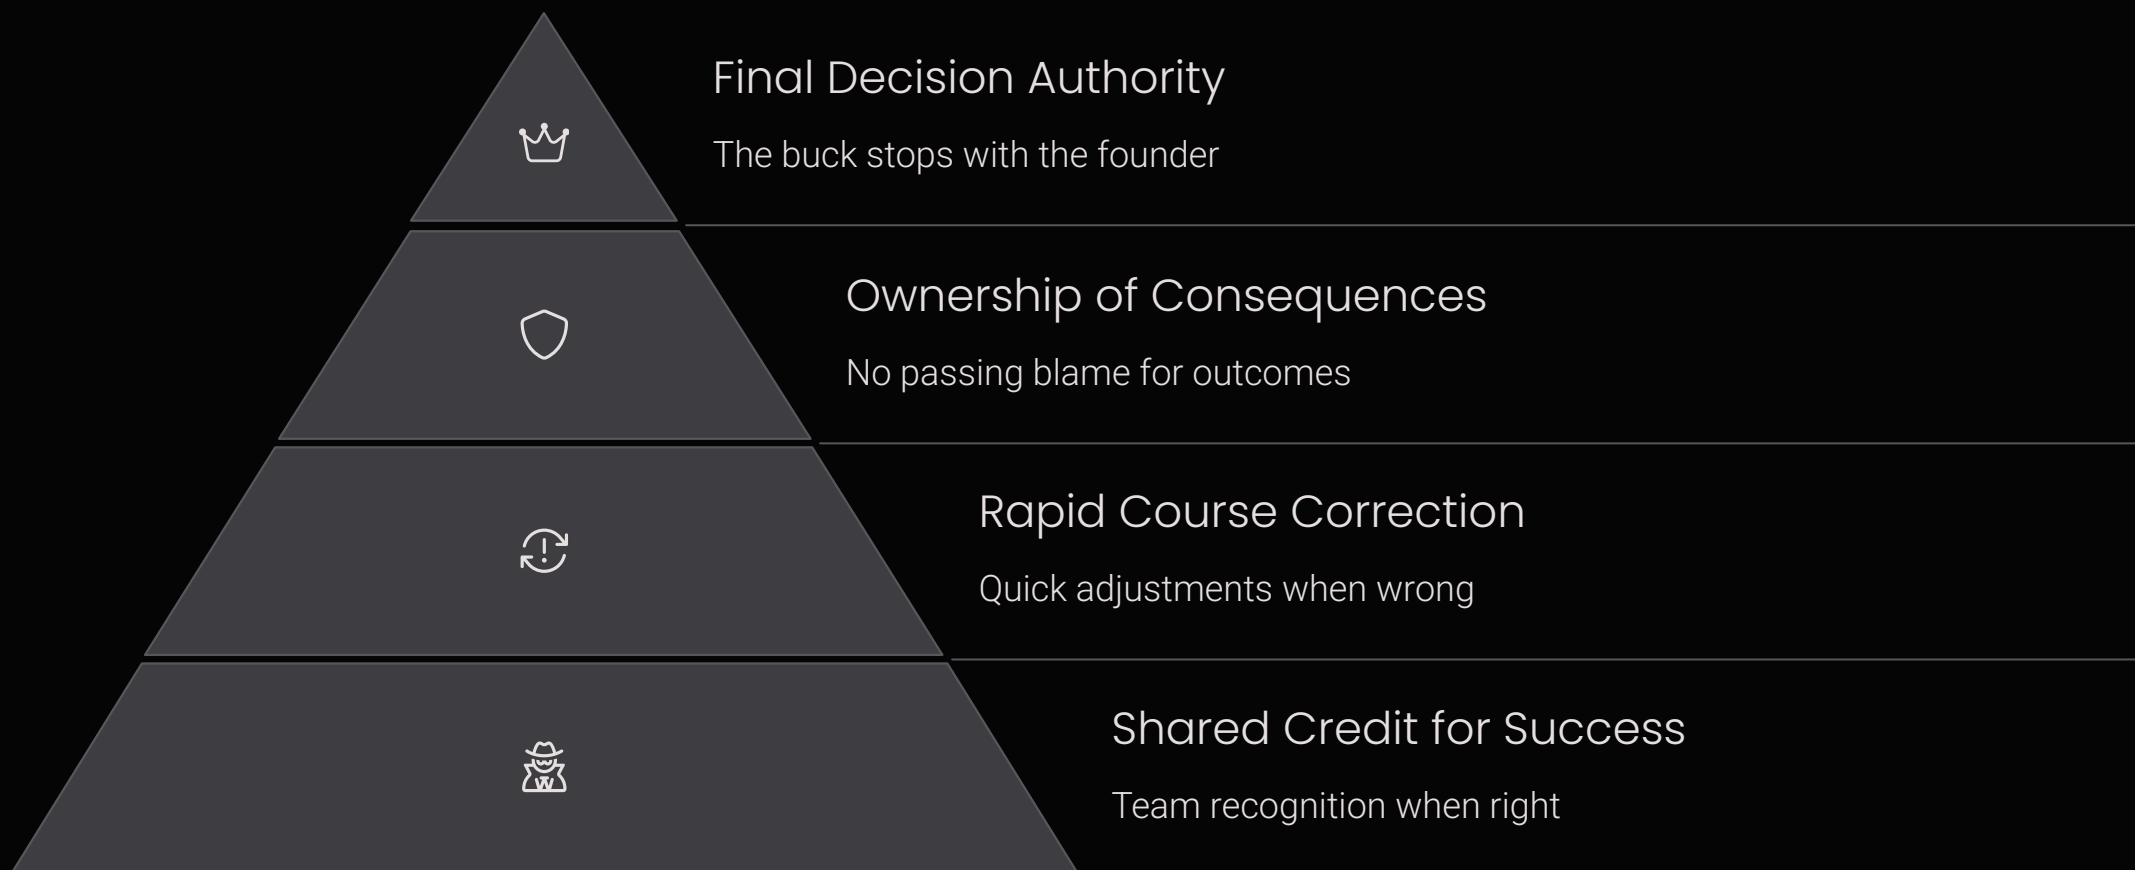 Final Decision Authority
The buck stops with the founder
Ownership of Consequences
No passing blame for outcomes
Rapid Course Correction
Quick adjustments when wrong
Shared Credit for Success
Team recognition when right